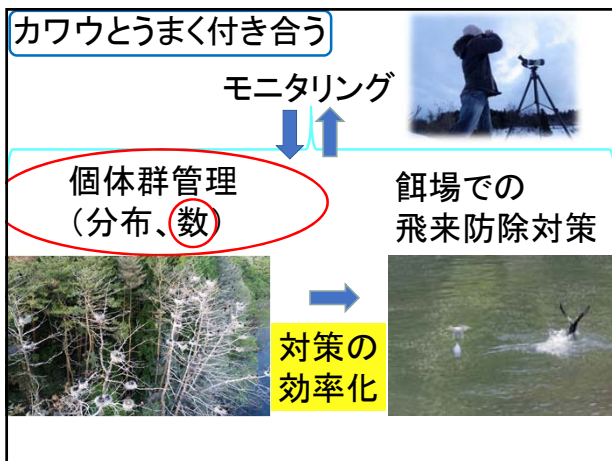 カワウとうまく付き合う
モニタリング
個体群管理
（分布、数）
餌場での
飛来防除対策
対策の
効率化